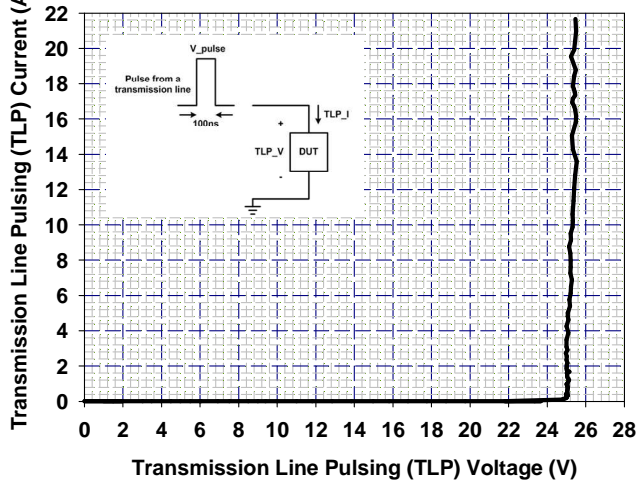 Transmission Line Pulsing (TLP) Current (A
22
20
18
16
14
12
10
8
6
4
2
0
V_pulse
Pulse from a
transmission line
100ns
TLP_I
+
TLP_V
DUT
-
0 2 4 6 8 10 12 14 16 18 20 22 24 26 28
Transmission Line Pulsing (TLP) Voltage (V)